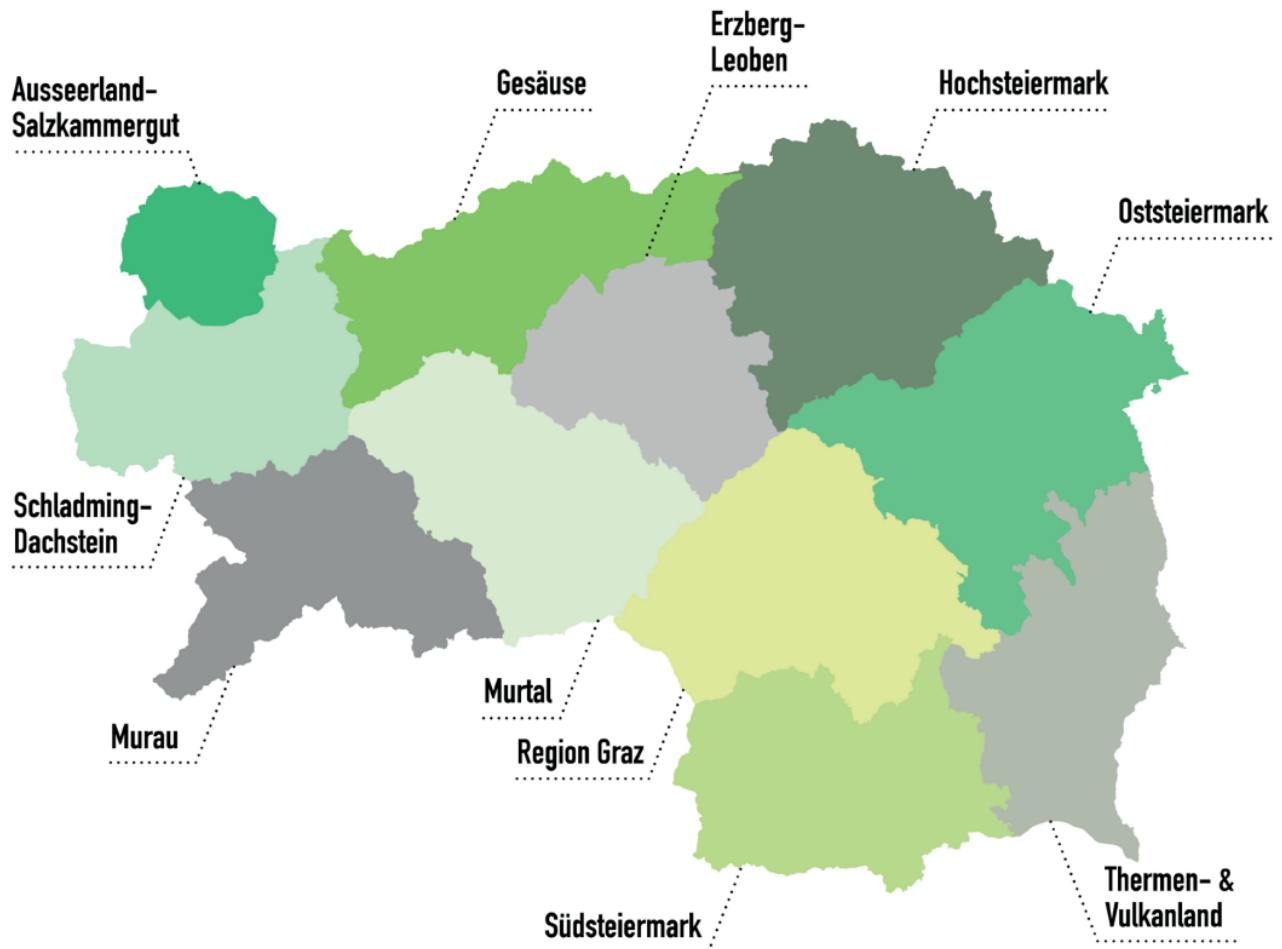 Erzberg-
Leoben
Ausseerland-
Salzkammergut
Gesäuse
Hochsteiermark
Oststeiermark
Schladming-
Dachstein
Murau
Murtal
Region Graz
Südsteiermark
Thermen- &
Vulkanland